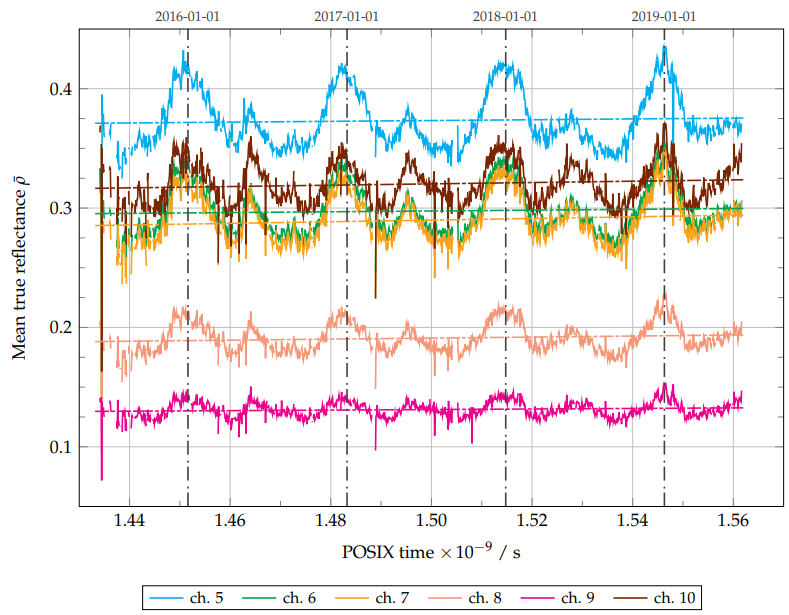 2016-01-01 2017-01-01 2018-01-01 2019-01-01
0.4
0.3
0.2
0.1
Mean true reflectance ρ̄
1.44 1.46 1.48 1.50 1.52 1.54 1.56
POSIX time ×10⁻⁹ / s
ch. 5 ch. 6 ch. 7 ch. 8 ch. 9 ch. 10